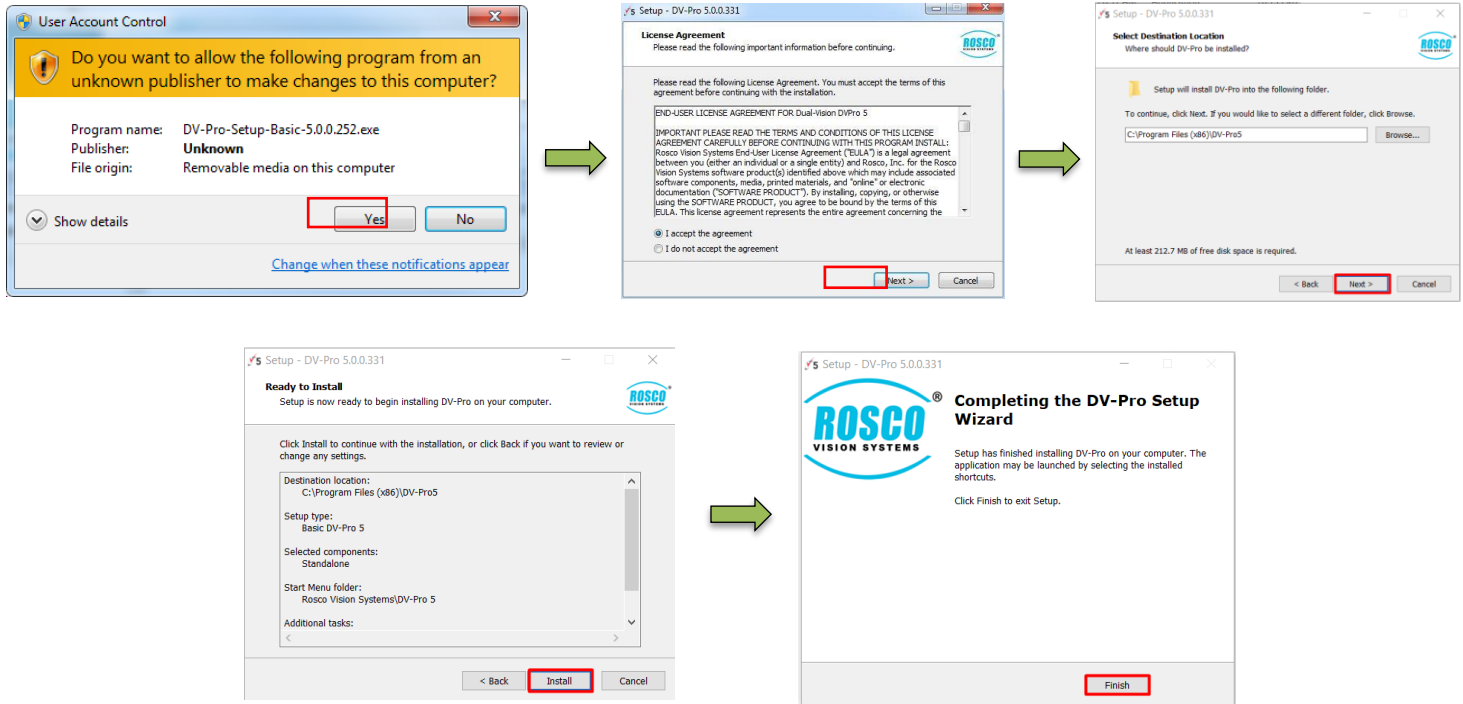 User Account Control
Do you want to allow the following program from an
unknown publisher to make changes to this computer?
Program name: DV-Pro-Setup-Basic-5.0.0.252.exe
Publisher: Unknown
File origin: Removable media on this computer
Show details
Yes
No
Change when these notifications appear
5 Setup - DV-Pro 5.0.0.331
License Agreement
Please read the following important information before continuing.
ROSCO
VISION SYSTEMS
Please read the following License Agreement. You must accept the terms of this
agreement before continuing with the installation.
END-USER LICENSE AGREEMENT FOR Dual-Vision DVPro 5
IMPORTANT PLEASE READ THE TERMS AND CONDITIONS OF THIS LICENSE
AGREEMENT CAREFULLY BEFORE CONTINUING WITH THIS PROGRAM INSTALL:
Rosco Vision Systems End-User License Agreement ("EULA") is a legal agreement
between you (either an individual or a single entity) and Rosco, Inc. for the Rosco
Vision Systems software product(s) identified above which may include associated
software components, media, printed materials, and "online" or electronic
documentation ("SOFTWARE PRODUCT"). By installing, copying, or otherwise
using the SOFTWARE PRODUCT, you agree to be bound by the terms of this
EULA. This license agreement represents the entire agreement concerning the
I accept the agreement
I do not accept the agreement
Next >
Cancel
5 Setup - DV-Pro 5.0.0.331
Select Destination Location
Where should DV-Pro be installed?
ROSCO
VISION SYSTEMS
Setup will install DV-Pro into the following folder.
To continue, click Next. If you would like to select a different folder, click Browse.
C:\Program Files (x86)\DV-Pro5
Browse...
At least 212.7 MB of free disk space is required.
< Back
Next >
Cancel
5 Setup - DV-Pro 5.0.0.331
Ready to Install
Setup is now ready to begin installing DV-Pro on your computer.
ROSCO
VISION SYSTEMS
Click Install to continue with the installation, or click Back if you want to review or
change any settings.
Destination location:
C:\Program Files (x86)\DV-Pro5
Setup type:
Basic DV-Pro 5
Selected components:
Standalone
Start Menu folder:
Rosco Vision Systems\DV-Pro 5
Additional tasks:
< Back
Install
Cancel
5 Setup - DV-Pro 5.0.0.331
ROSCO ®
VISION SYSTEMS
Completing the DV-Pro Setup
Wizard
Setup has finished installing DV-Pro on your computer. The
application may be launched by selecting the installed
shortcuts.
Click Finish to exit Setup.
Finish